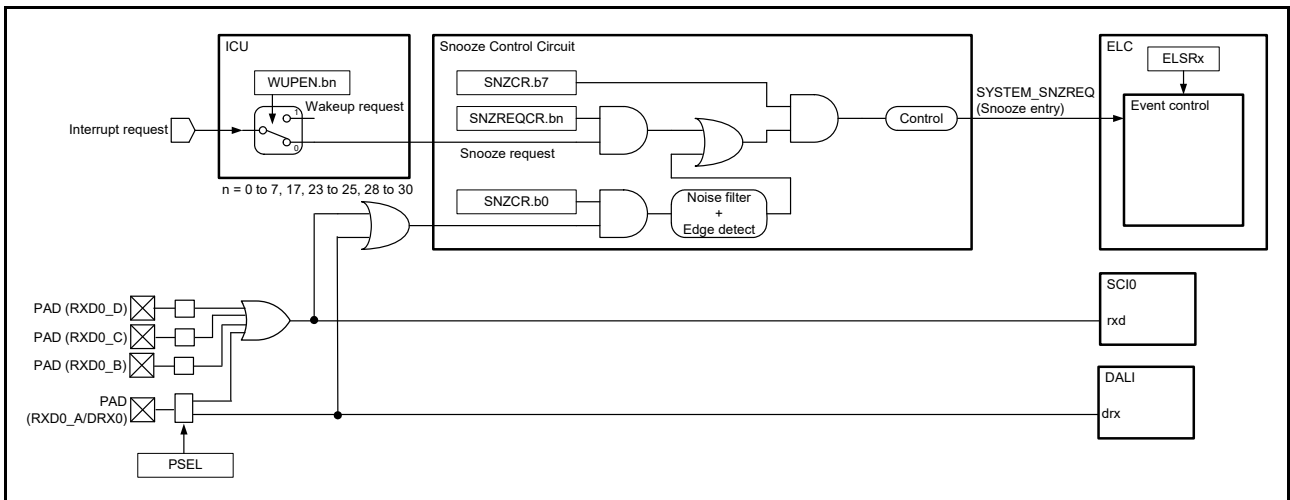 ICU
Snooze Control Circuit
ELC
WUPEN.bn
SNZCR.b7
ELSRx
Wakeup request
1
SYSTEM_SNZREQ
(Snooze entry)
Event control
Interrupt request
SNZREQCR.bn
Control
0
Snooze request
n = 0 to 7, 17, 23 to 25, 28 to 30
SNZCR.b0
Noise filter
+
Edge detect
SCI0
PAD (RXD0_D)
rxd
PAD (RXD0_C)
PAD (RXD0_B)
DALI
PAD
(RXD0_A/DRX0)
drx
PSEL